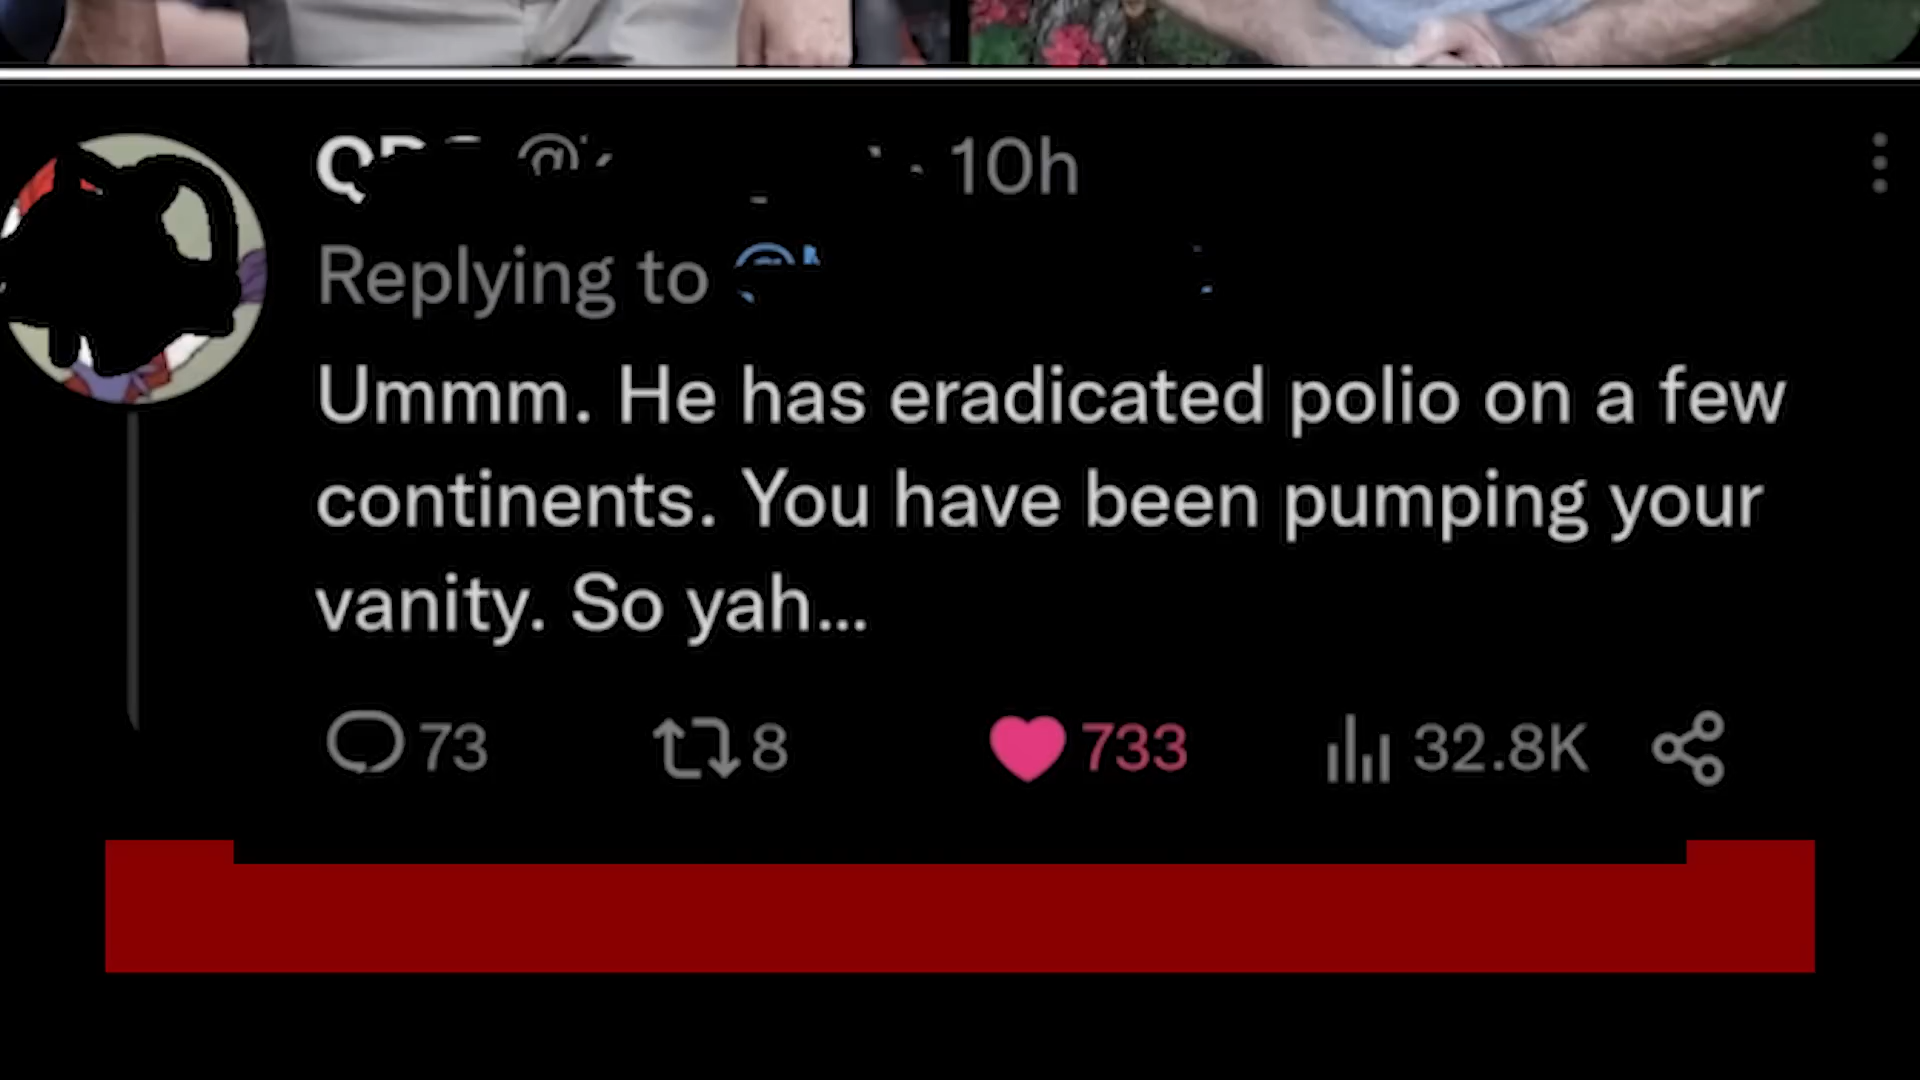 10h
Replying to
Ummm. He has eradicated polio on a few
continents. You have been pumping your
vanity. So yah...
73 8 733 32.8K